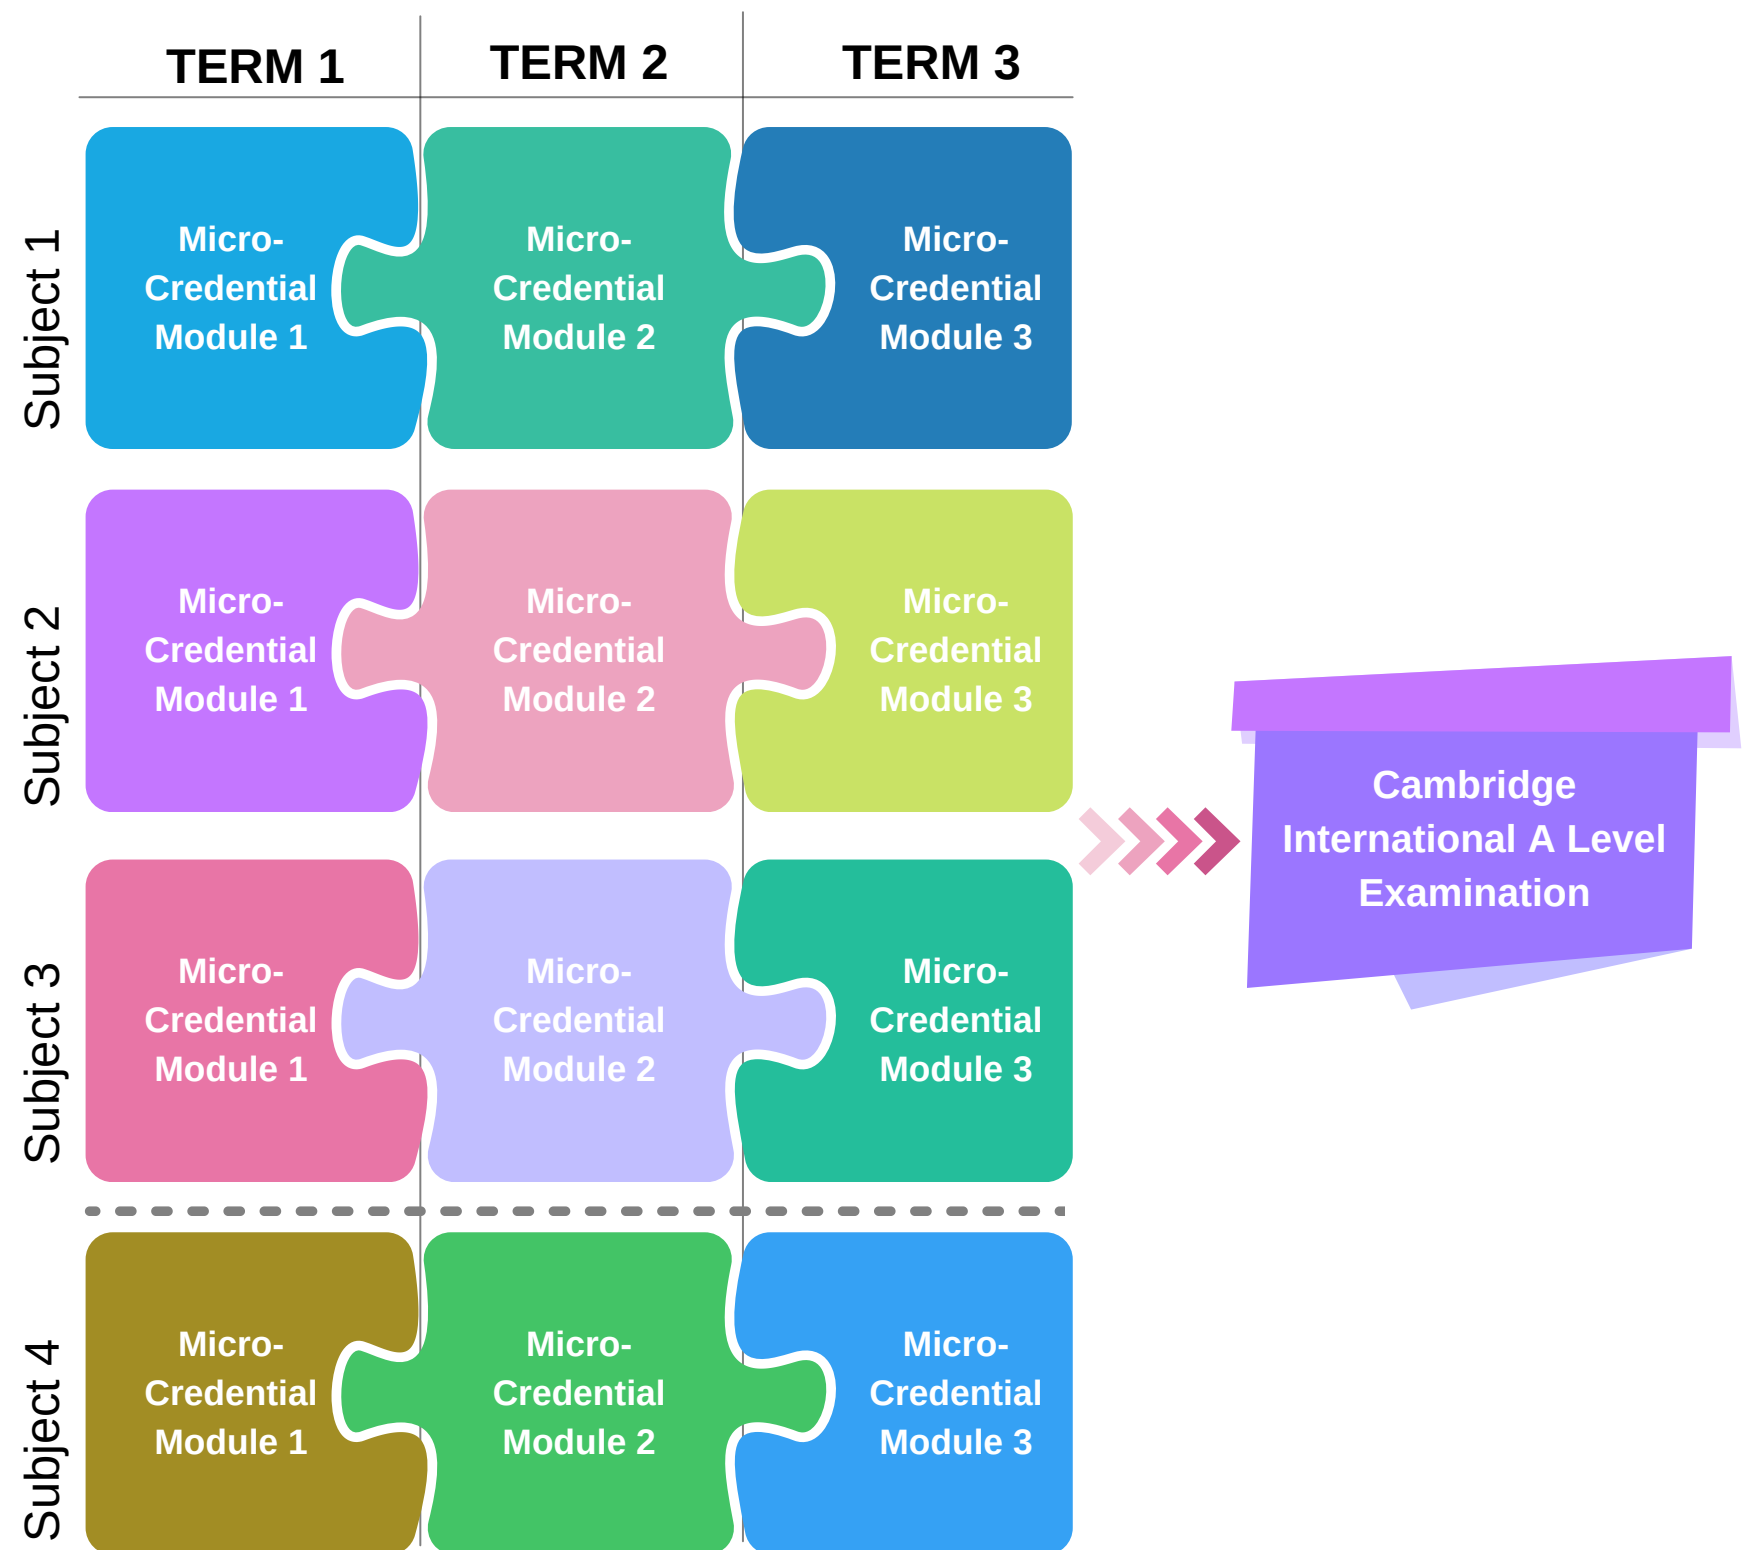 TERM 1
TERM 2
TERM 3
Subject 1
Micro-
Credential
Module 1
Micro-
Credential
Module 2
Micro-
Credential
Module 3
Subject 2
Micro-
Credential
Module 1
Micro-
Credential
Module 2
Micro-
Credential
Module 3
Subject 3
Micro-
Credential
Module 1
Micro-
Credential
Module 2
Micro-
Credential
Module 3
Subject 4
Micro-
Credential
Module 1
Micro-
Credential
Module 2
Micro-
Credential
Module 3
Cambridge
International A Level
Examination